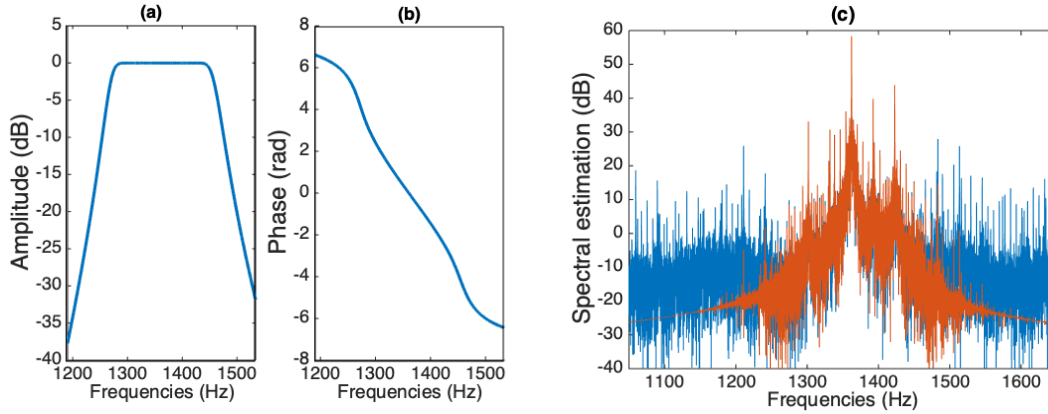 (a)
Amplitude (dB)
5
0
-5
-10
-15
-20
-25
-30
-35
-40
1200 1300 1400 1500
Frequencies (Hz)
(b)
Phase (rad)
8
6
4
2
0
-2
-4
-6
-8
1200 1300 1400 1500
Frequencies (Hz)
(c)
Spectral estimation (dB)
60
50
40
30
20
10
0
-10
-20
-30
-40
1100 1200 1300 1400 1500 1600
Frequencies (Hz)